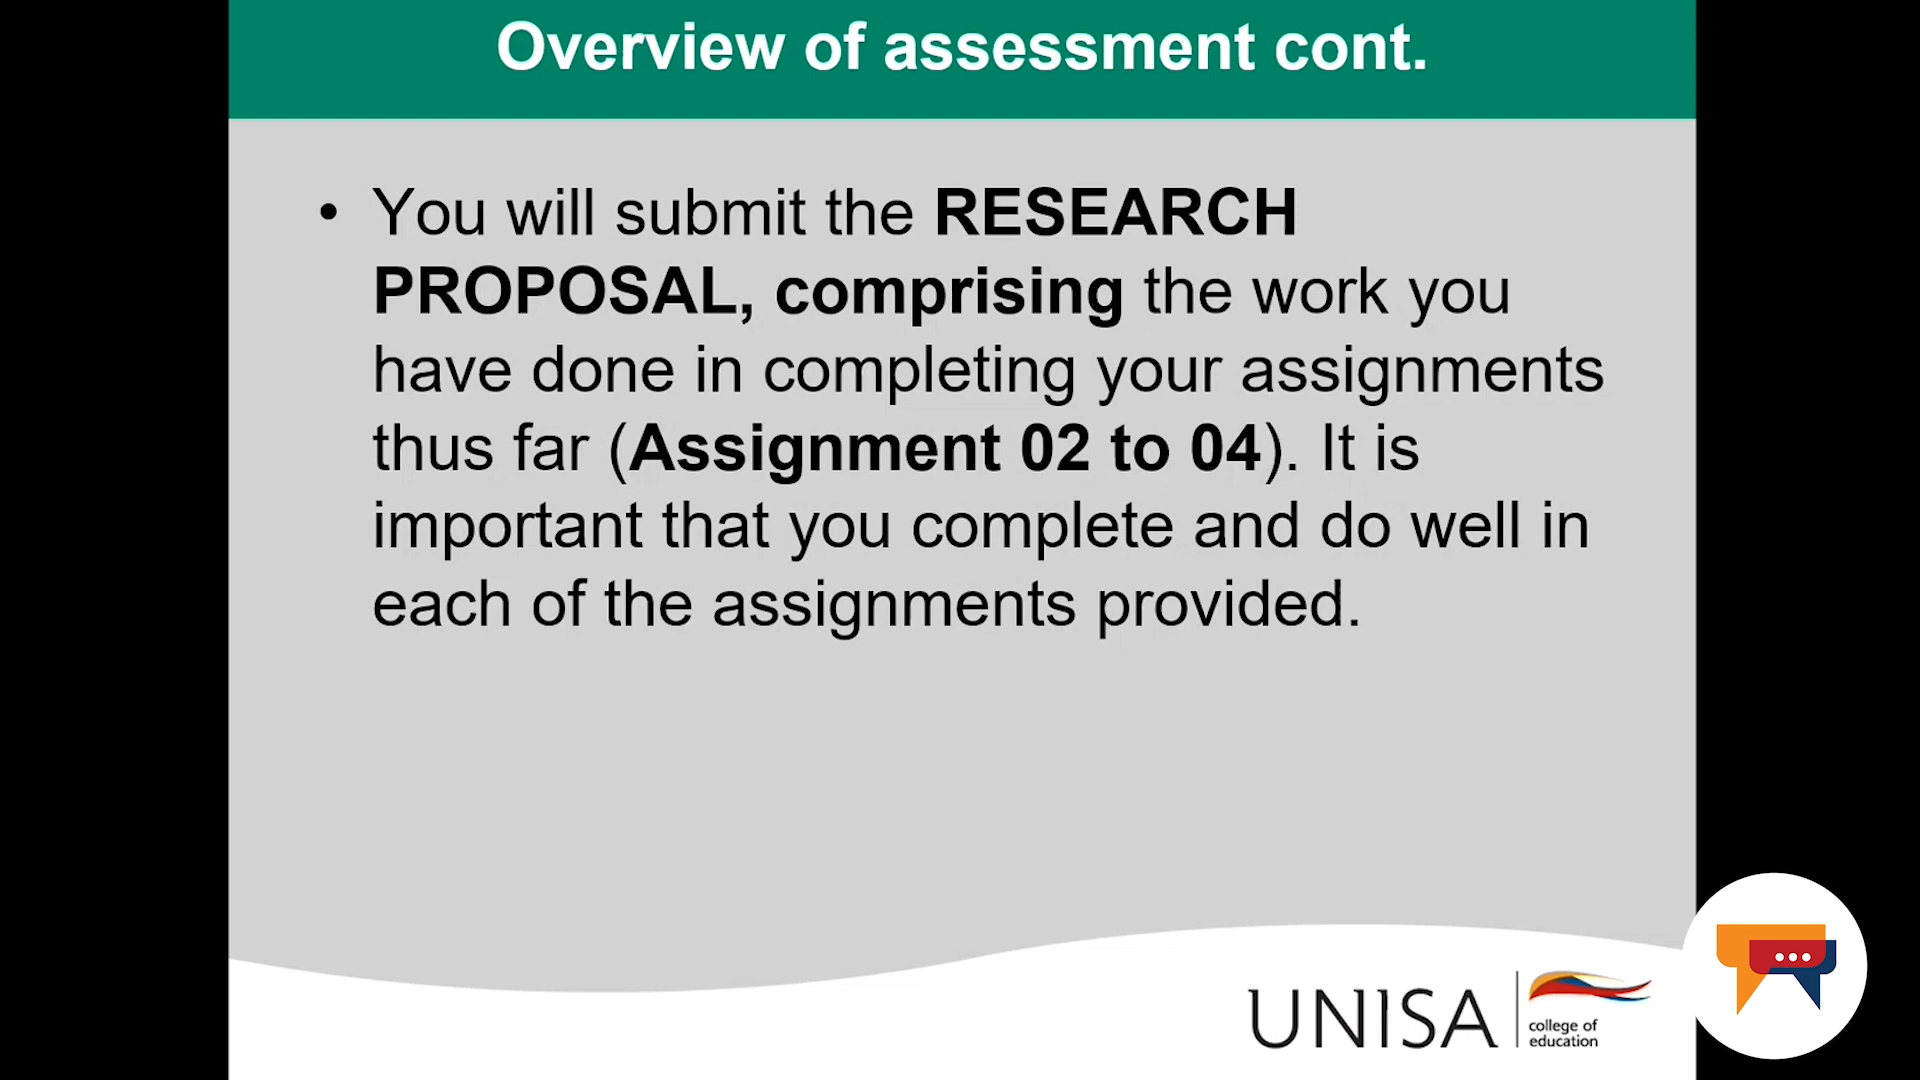 Overview of assessment cont.
• You will submit the RESEARCH
PROPOSAL, comprising the work you
have done in completing your assignments
thus far (Assignment 02 to 04). It is
important that you complete and do well in
each of the assignments provided.
UNISA
college of
education